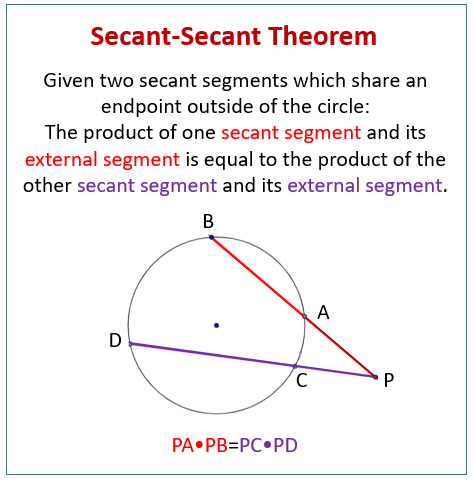 Secant-Secant Theorem
Given two secant segments which share an
endpoint outside of the circle:
The product of one secant segment and its
external segment is equal to the product of the
other secant segment and its external segment.
B
A
D
C
P
PA•PB=PC•PD